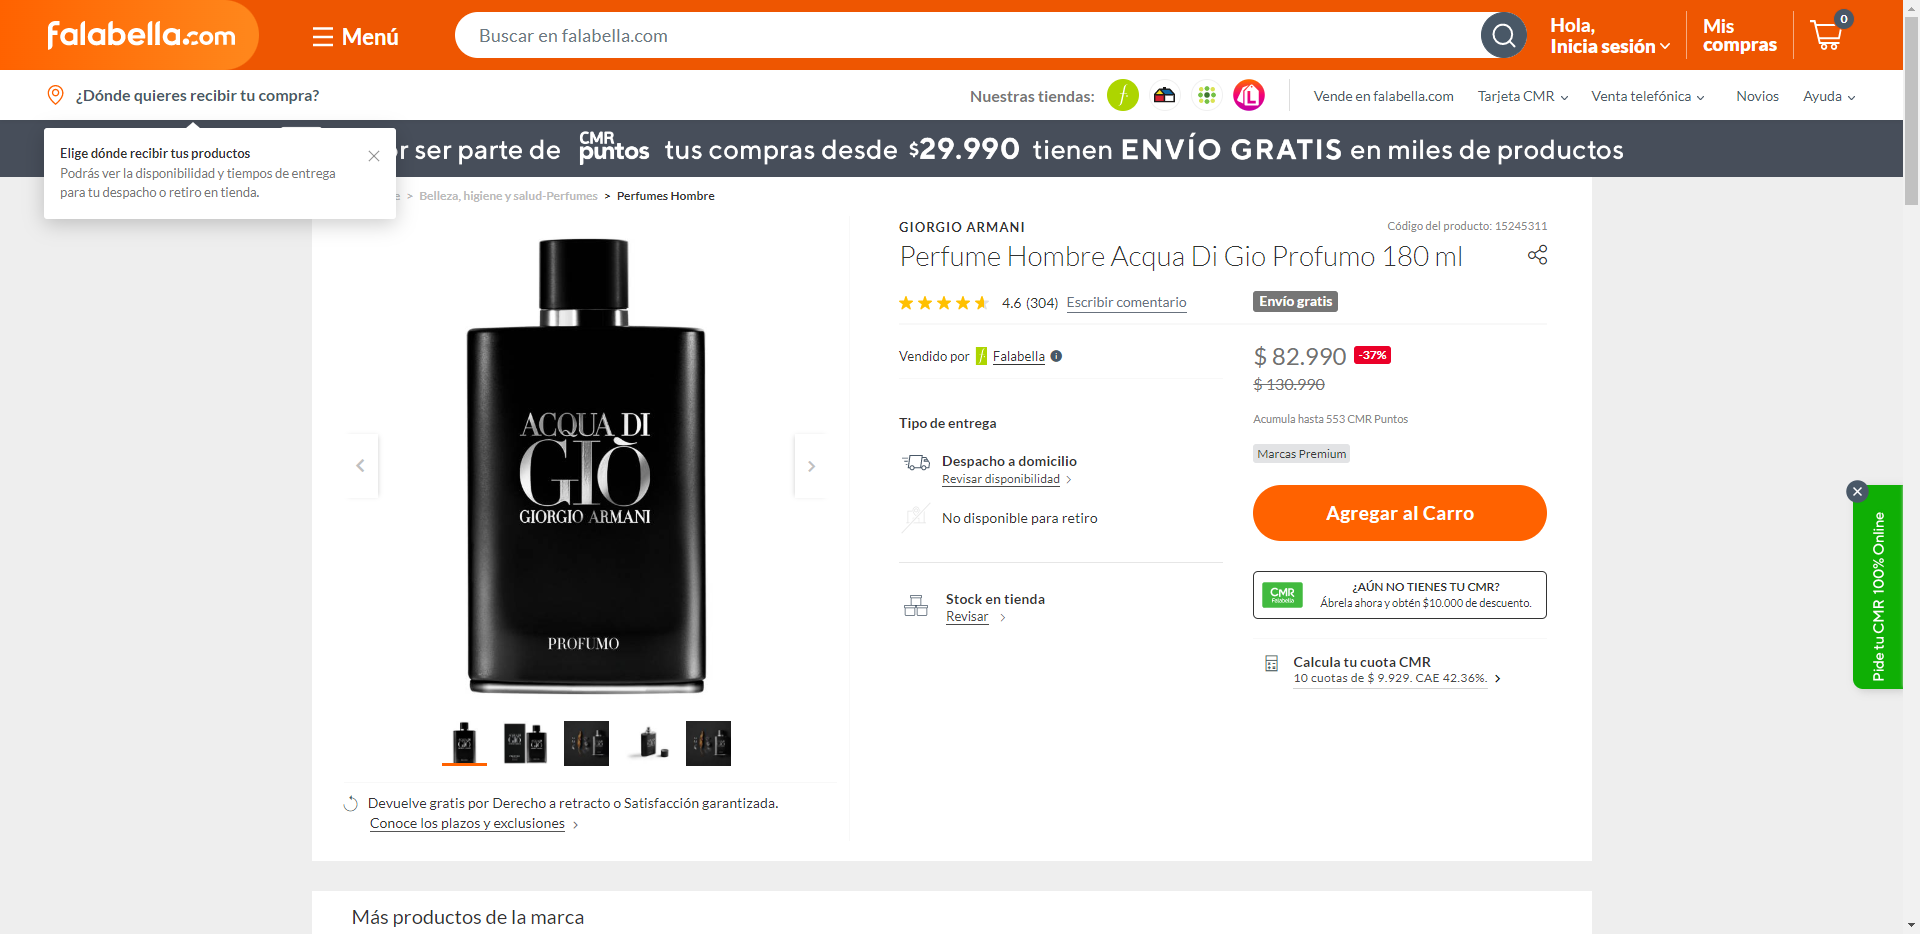 falabella.com
Menú
Buscar en falabella.com
Hola,
Inicia sesión
Mis
compras
0
¿Dónde quieres recibir tu compra?
Nuestras tiendas:
Vende en falabella.com
Tarjeta CMR
Venta telefónica
Novios
Ayuda
Elige dónde recibir tus productos
Podrás ver la disponibilidad y tiempos de entrega
para tu despacho o retiro en tienda.
r ser parte de CMR puntos tus compras desde $29.990 tienen ENVÍO GRATIS en miles de productos
e > Belleza, higiene y salud-Perfumes > Perfumes Hombre
ACQUA DI
GIÒ
GIORGIO ARMANI
PROFUMO
Devuelve gratis por Derecho a retracto o Satisfacción garantizada.
Conoce los plazos y exclusiones
GIORGIO ARMANI
Código del producto: 15245311
Perfume Hombre Acqua Di Gio Profumo 180 ml
4.6 (304) Escribir comentario
Envío gratis
Vendido por Falabella
$ 82.990 -37%
$ 130.990
Acumula hasta 553 CMR Puntos
Marcas Premium
Tipo de entrega
Despacho a domicilio
Revisar disponibilidad
No disponible para retiro
Agregar al Carro
Stock en tienda
Revisar
CMR
Falabella
¿AÚN NO TIENES TU CMR?
Ábrela ahora y obtén $10.000 de descuento.
Calcula tu cuota CMR
10 cuotas de $ 9.929. CAE 42.36%.
Pide tu CMR 100% Online
Más productos de la marca